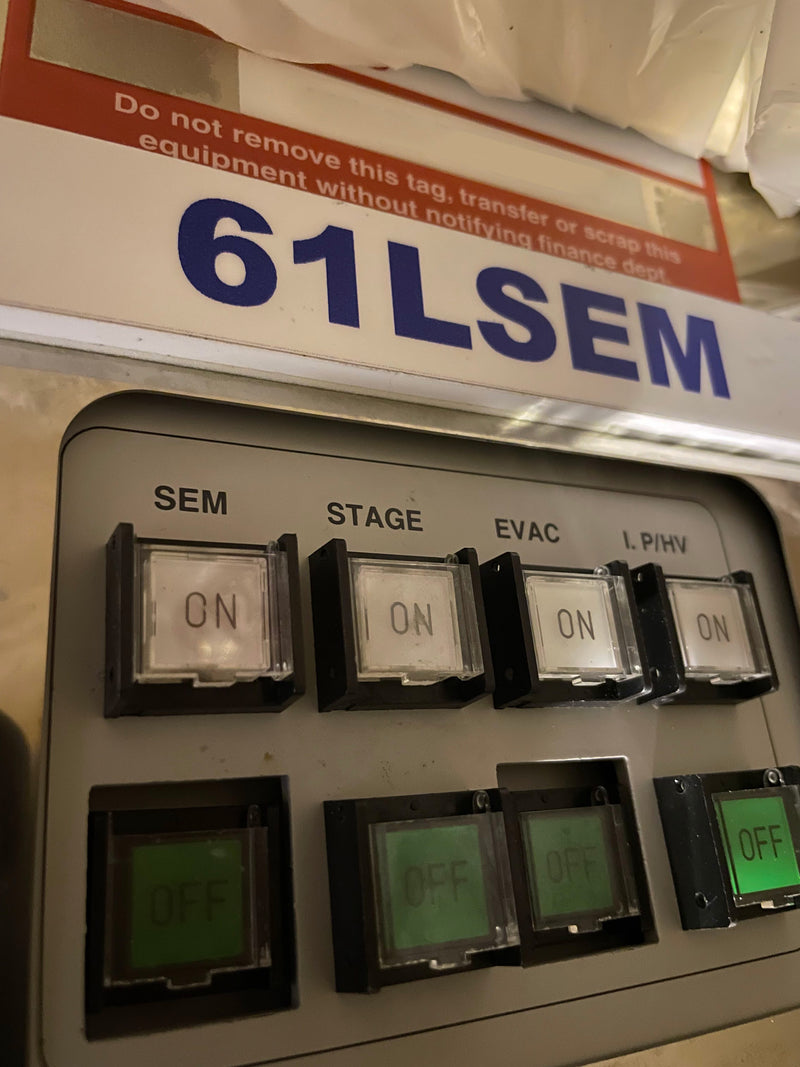 Do not remove this tag, transfer or scrap this
equipment without notifying finance dept.
61LSEM
SEM STAGE EVAC I. P/HV
ON ON ON ON
OFF OFF OFF OFF